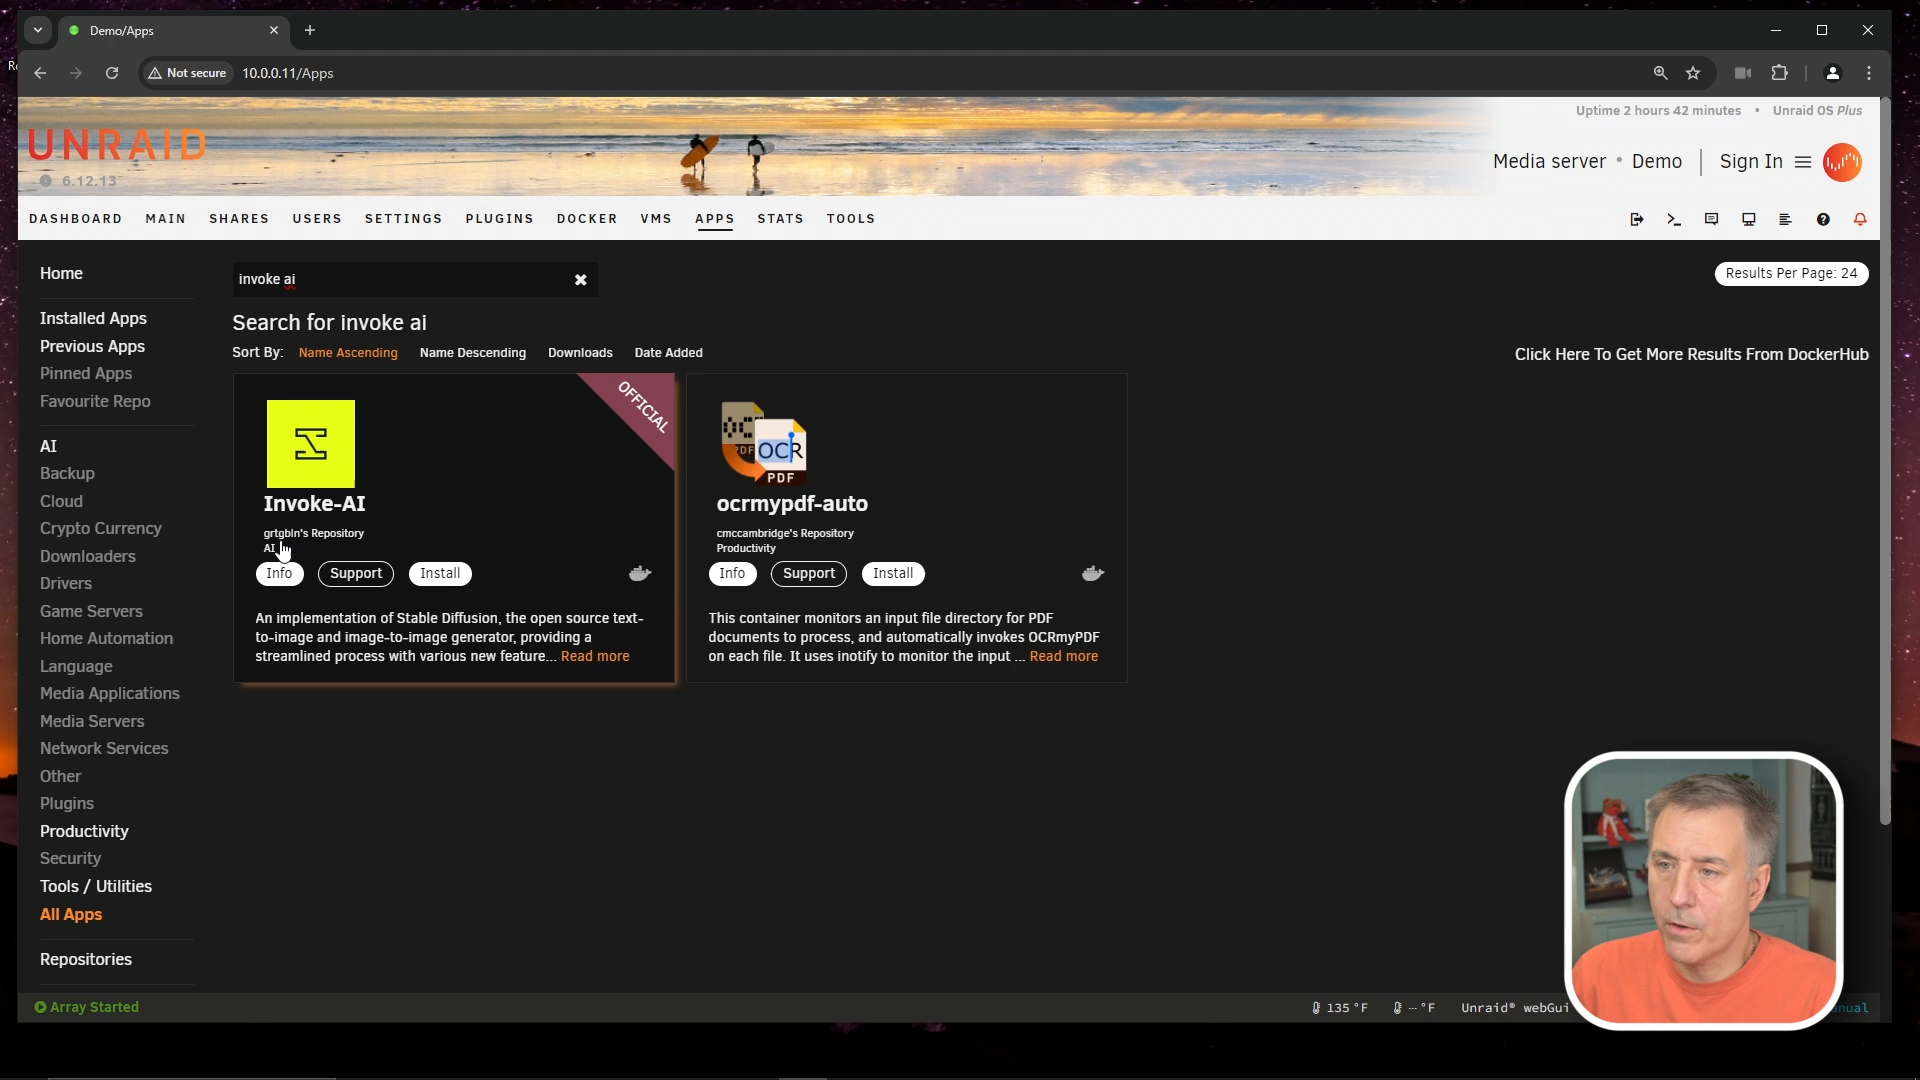 Demo/Apps
Not secure
10.0.0.11/Apps
Uptime 2 hours 42 minutes • Unraid OS Plus
UNRAID
6.12.13
Media server • Demo
Sign In
DASHBOARD MAIN SHARES USERS SETTINGS PLUGINS DOCKER VMS APPS STATS TOOLS
Home
Installed Apps
Previous Apps
Pinned Apps
Favourite Repo
AI
Backup
Cloud
Crypto Currency
Downloaders
Drivers
Game Servers
Home Automation
Language
Media Applications
Media Servers
Network Services
Other
Plugins
Productivity
Security
Tools / Utilities
All Apps
Repositories
invoke ai
Results Per Page: 24
Search for invoke ai
Sort By: Name Ascending Name Descending Downloads Date Added
Click Here To Get More Results From DockerHub
OFFICIAL
Invoke-AI
grtgbln's Repository
AI
Info Support Install
An implementation of Stable Diffusion, the open source text-
to-image and image-to-image generator, providing a
streamlined process with various new feature... Read more
OCR
PDF
PDF
ocrmypdf-auto
cmccambridge's Repository
Productivity
Info Support Install
This container monitors an input file directory for PDF
documents to process, and automatically invokes OCRmyPDF
on each file. It uses inotify to monitor the input ... Read more
Array Started
135 °F
-- °F
Unraid® webGui